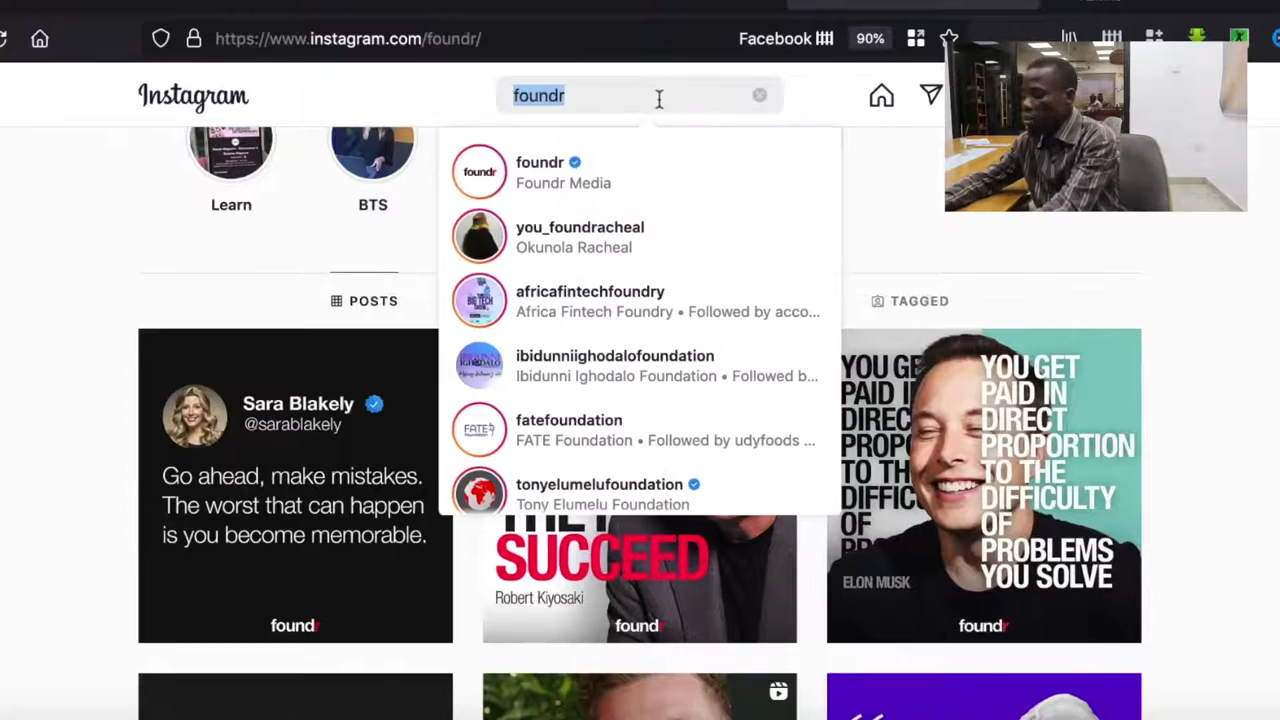 https://www.instagram.com/foundr/
Facebook
90%
Instagram
foundr
Learn
BTS
foundr
foundr
Foundr Media
you_foundracheal
Okunola Racheal
africafintechfoundry
Africa Fintech Foundry • Followed by acco...
ibidunniighodalofoundation
Ibidunni Ighodalo Foundation • Followed b...
FATE
fatefoundation
FATE Foundation • Followed by udyfoods ...
tonyelumelufoundation
Tony Elumelu Foundation
POSTS
TAGGED
Sara Blakely
@sarablakely
Go ahead, make mistakes.
The worst that can happen
is you become memorable.
foundr
THEY
SUCCEED
Robert Kiyosaki
foundr
YOU GET
PAID IN
DIRECT
PROPORTION
TO THE
DIFFICULTY
OF
PROBLEMS
YOU SOLVE
ELON MUSK
foundr